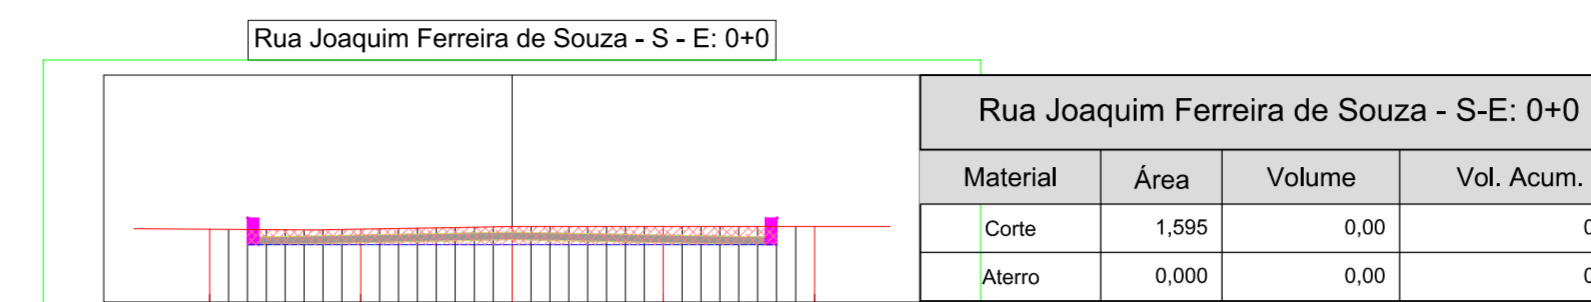 Rua Joaquim Ferreira de Souza - S - E: 0+0
Rua Joaquim Ferreira de Souza - S-E: 0+0
Material Área Volume Vol. Acum.
Corte 1,595 0,00
Aterro 0,000 0,00